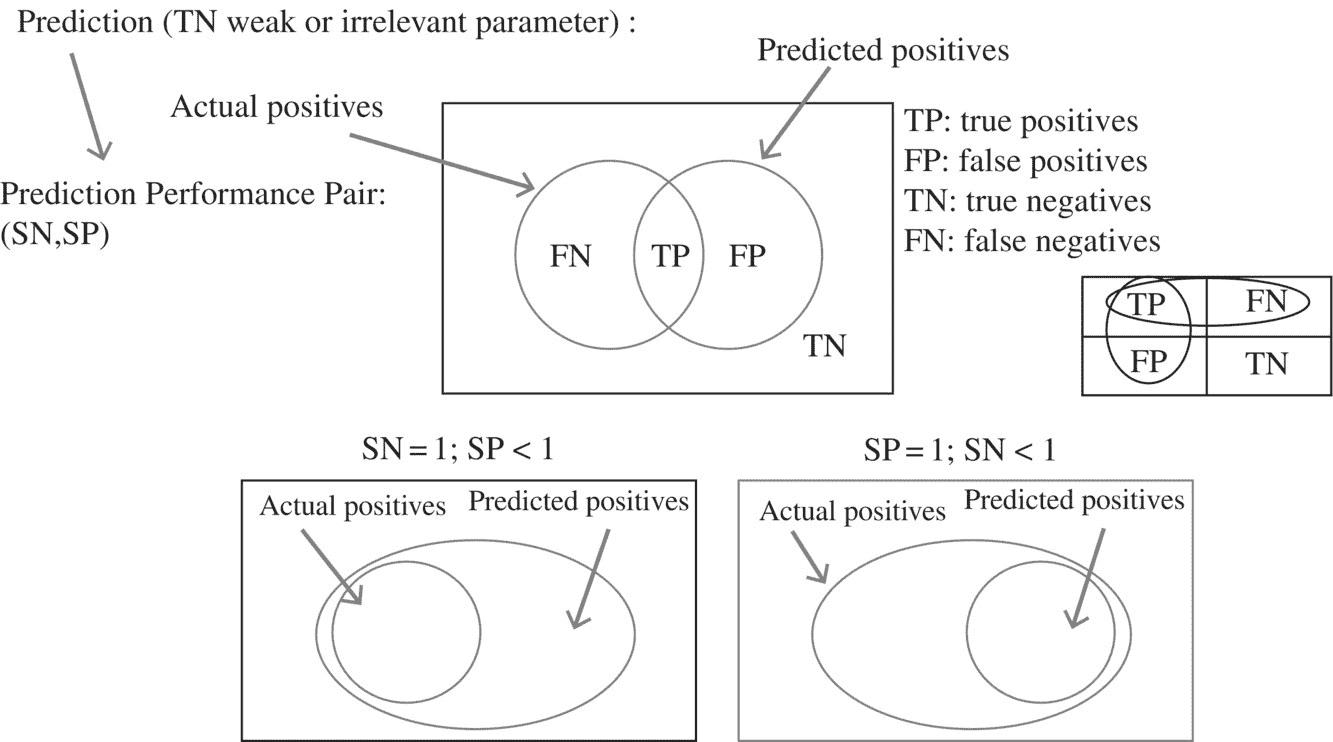 Prediction (TN weak or irrelevant parameter) :
Predicted positives
Actual positives
TP: true positives
FP: false positives
TN: true negatives
FN: false negatives
Prediction Performance Pair:
(SN,SP)
FN TP FP
TN
TP FN
FP TN
SN = 1; SP < 1
Actual positives Predicted positives
SP = 1; SN < 1
Actual positives Predicted positives